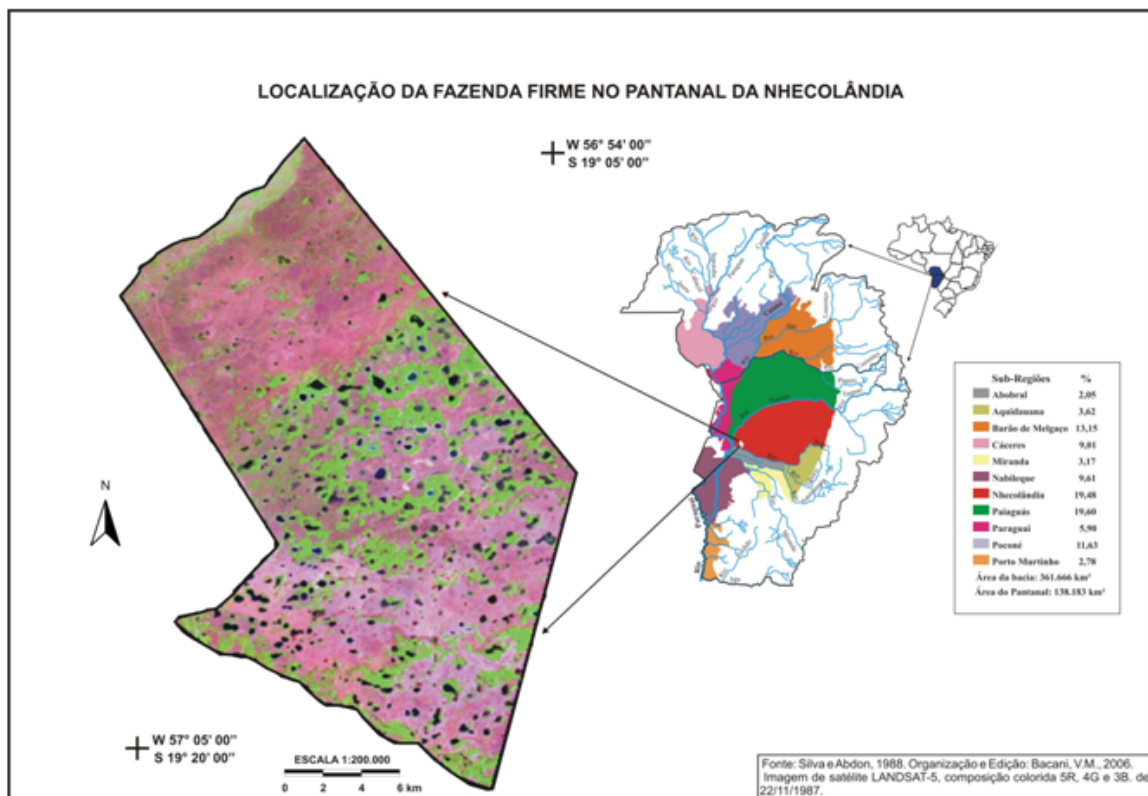 LOCALIZAÇÃO DA FAZENDA FIRME NO PANTANAL DA NHECOLÂNDIA
W 56° 54' 00"
S 19° 05' 00"
N
Sub-Regiões %
Abobral 2,05
Aquidauana 3,62
Barão de Melgaço 13,15
Cáceres 9,01
Miranda 3,17
Nabileque 9,61
Nhecolândia 19,48
Paiaguás 19,60
Paraguai 5,90
Poconé 11,63
Porto Murtinho 2,78
Área da bacia: 361.666 km²
Área do Pantanal: 138.183 km²
W 57° 05' 00"
S 19° 20' 00"
ESCALA 1:200.000
0 2 4 6 km
Fonte: Silva e Abdon, 1988. Organização e Edição: Bacani, V.M., 2006.
Imagem de satélite LANDSAT-5, composição colorida 5R, 4G e 3B. de
22/11/1987.